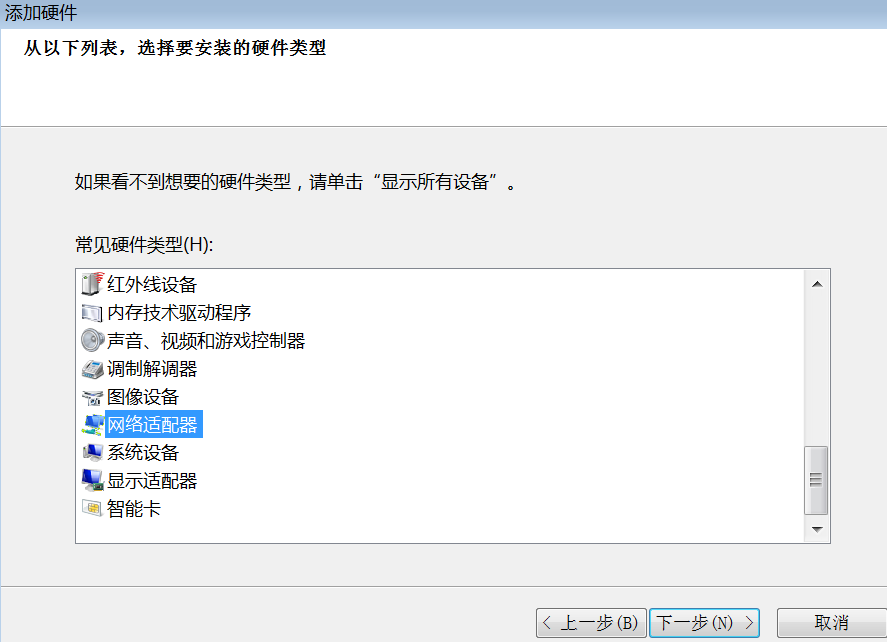 添加硬件
从以下列表，选择要安装的硬件类型
如果看不到想要的硬件类型，请单击“显示所有设备”。
常见硬件类型(H):
红外线设备
内存技术驱动程序
声音、视频和游戏控制器
调制解调器
图像设备
网络适配器
系统设备
显示适配器
智能卡
< 上一步(B) 下一步(N) > 取消